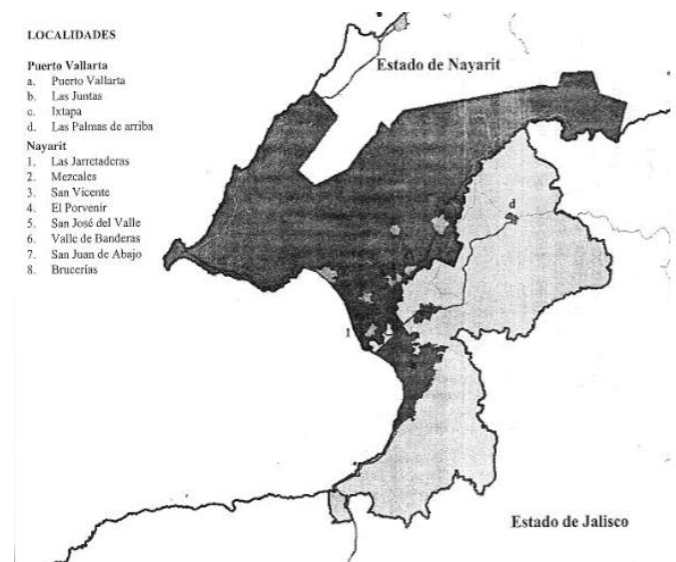 LOCALIDADES
Puerto Vallarta
a. Puerto Vallarta
b. Las Juntas
c. Ixtapa
d. Las Palmas de arriba
Nayarit
1. Las Jarretaderas
2. Mezcales
3. San Vicente
4. El Porvenir
5. San José del Valle
6. Valle de Banderas
7. San Juan de Abajo
8. Brucerías
Estado de Nayarit
d
1
Estado de Jalisco